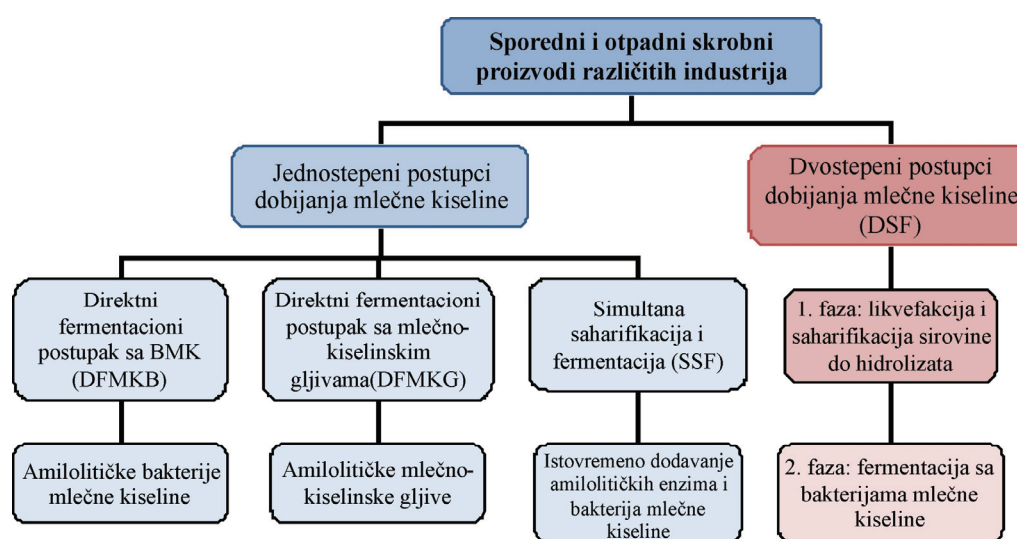 Sporedni i otpadni skrobni
proizvodi različitih industrija
Jednostepeni postupci
dobijanja mlečne kiseline
Dvostepeni postupci
dobijanja mlečne kiseline
(DSF)
Direktni
fermentacioni
postupak sa BMK
(DFMKB)
Direktni fermentacioni
postupak sa mlečno-
kiselinskim
gljivama(DFMKG)
Simultana
saharifikacija i
fermentacija (SSF)
1. faza: likvefakcija i
saharifikacija sirovine
do hidrolizata
Amilolitičke bakterije
mlečne kiseline
Amilolitičke mlečno-
kiselinske gljive
Istovremeno dodavanje
amilolitičkih enzima i
bakterija mlečne
kiseline
2. faza: fermentacija sa
bakterijama mlečne
kiseline